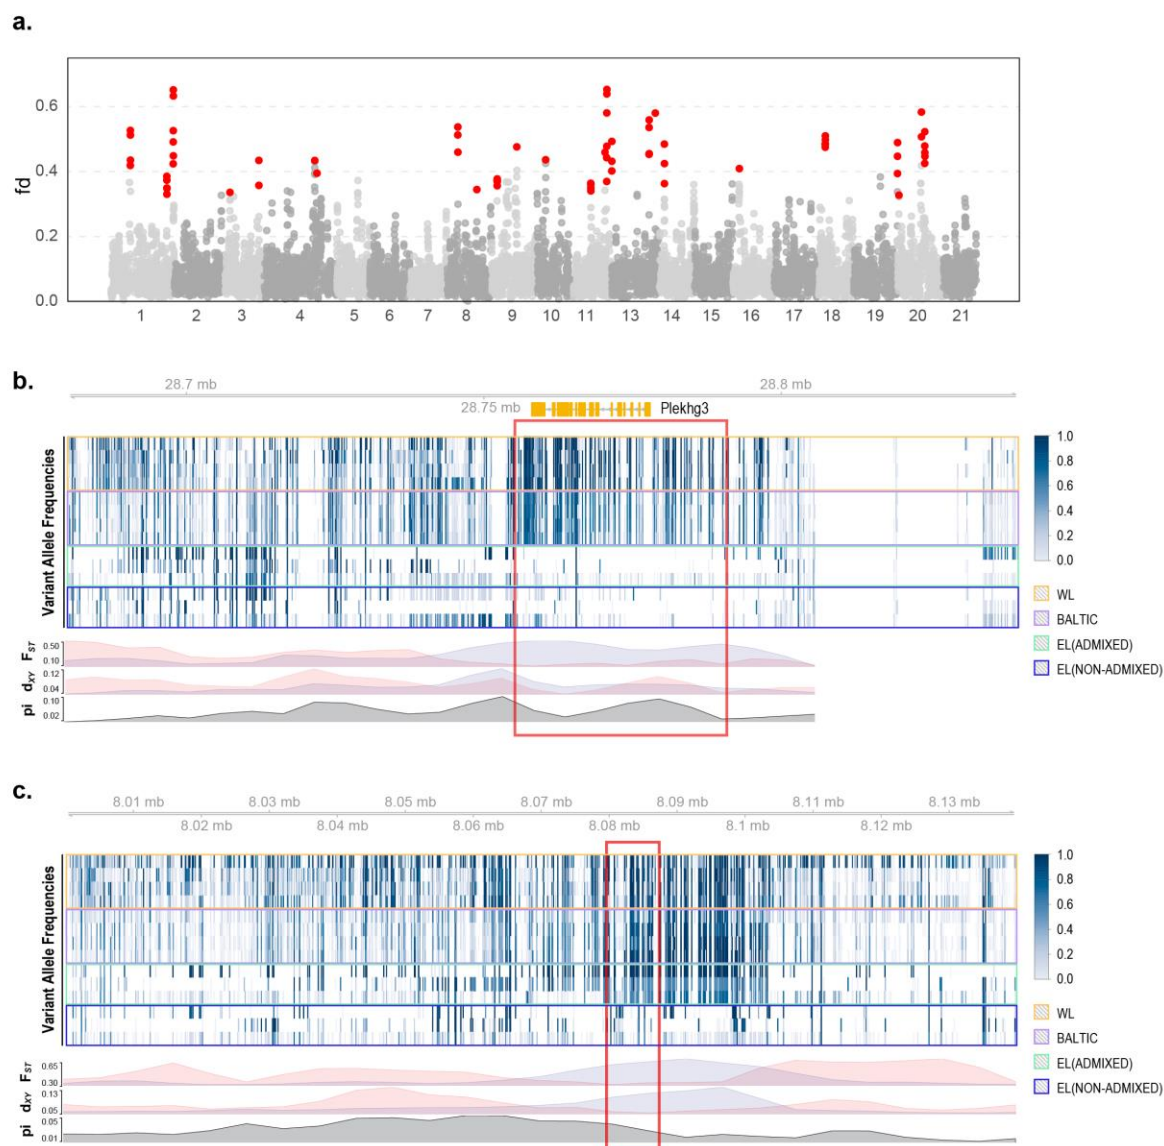 a.
fd
0.6
0.4
0.2
0.0
1 2 3 4 5 6 7 8 9 10 11 13 14 15 16 17 18 19 20 21
b.
28.7 mb 28.8 mb
28.75 mb
Plekhg3
Variant Allele Frequencies
1.0
0.8
0.6
0.4
0.2
0.0
WL
BALTIC
EL(ADMIXED)
EL(NON-ADMIXED)
FST
0.50
0.10
dXY
0.12
0.04
pi
0.10
0.02
c.
8.01 mb 8.03 mb 8.05 mb 8.07 mb 8.09 mb 8.11 mb 8.13 mb
8.02 mb 8.04 mb 8.06 mb 8.08 mb 8.1 mb 8.12 mb
Variant Allele Frequencies
1.0
0.8
0.6
0.4
0.2
0.0
WL
BALTIC
EL(ADMIXED)
EL(NON-ADMIXED)
FST
0.65
0.30
dXY
0.13
0.05
pi
0.05
0.01